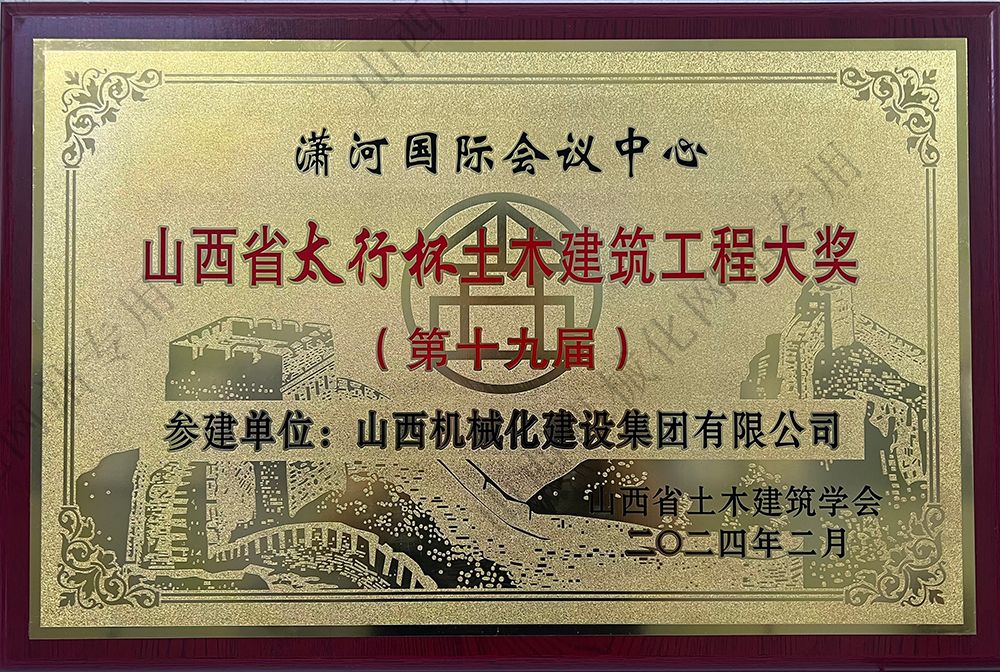 潇河国际会议中心
山西省太行杯土木建筑工程大奖
（第十九届）
参建单位：山西机械化建设集团有限公司
山西省土木建筑学会
二〇二四年二月